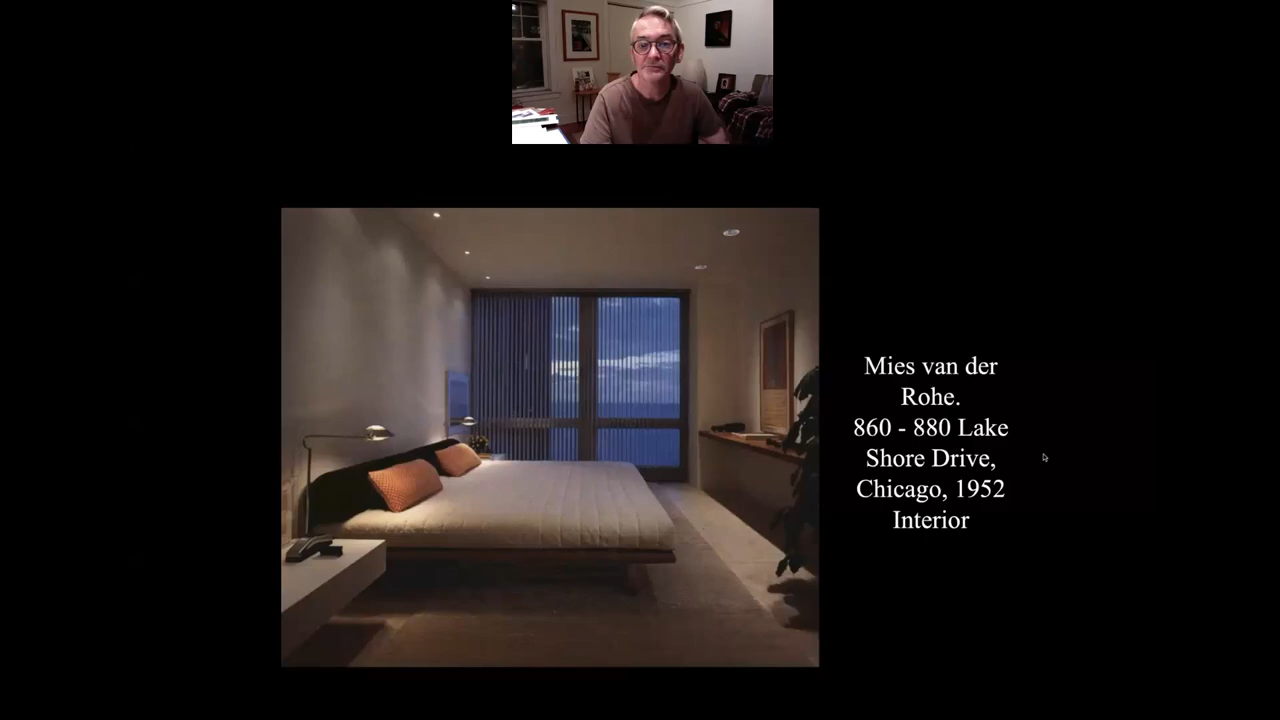 Mies van der
Rohe.
860 - 880 Lake
Shore Drive,
Chicago, 1952
Interior